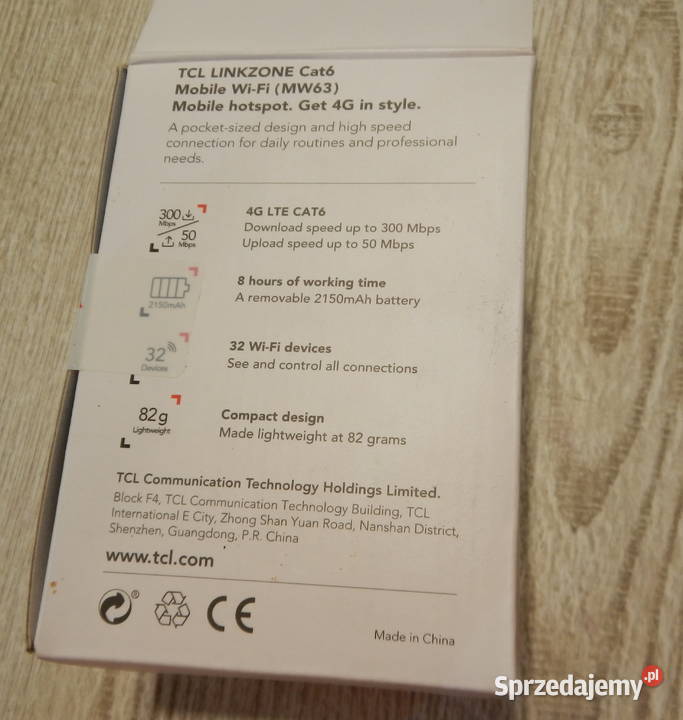 TCL LINKZONE Cat6
Mobile Wi-Fi (MW63)
Mobile hotspot. Get 4G in style.
A pocket-sized design and high speed
connection for daily routines and professional
needs.
300
Mbps
50
Mbps
4G LTE CAT6
Download speed up to 300 Mbps
Upload speed up to 50 Mbps
2150mAh
8 hours of working time
A removable 2150mAh battery
32
Devices
32 Wi-Fi devices
See and control all connections
82g
Lightweight
Compact design
Made lightweight at 82 grams
TCL Communication Technology Holdings Limited.
Block F4, TCL Communication Technology Building, TCL
International E City, Zhong Shan Yuan Road, Nanshan District,
Shenzhen, Guangdong, P.R. China
www.tcl.com
®
CE
Made in China
Sprzedajemy.pl